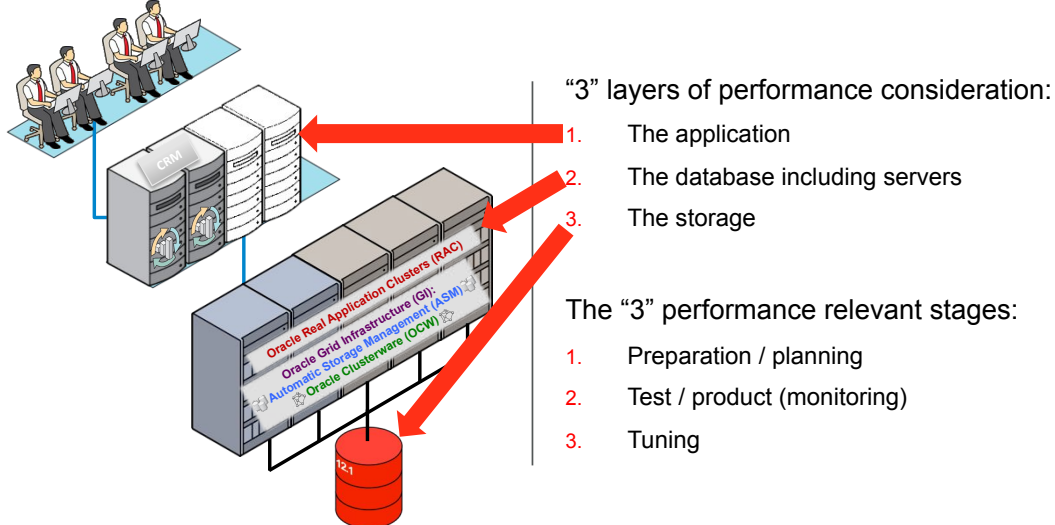 CRM
Oracle Real Application Clusters (RAC)
Oracle Grid Infrastructure (GI):
Automatic Storage Management (ASM)
Oracle Clusterware (OCW)
12.1
“3” layers of performance consideration:
1. The application
2. The database including servers
3. The storage
The “3” performance relevant stages:
1. Preparation / planning
2. Test / product (monitoring)
3. Tuning